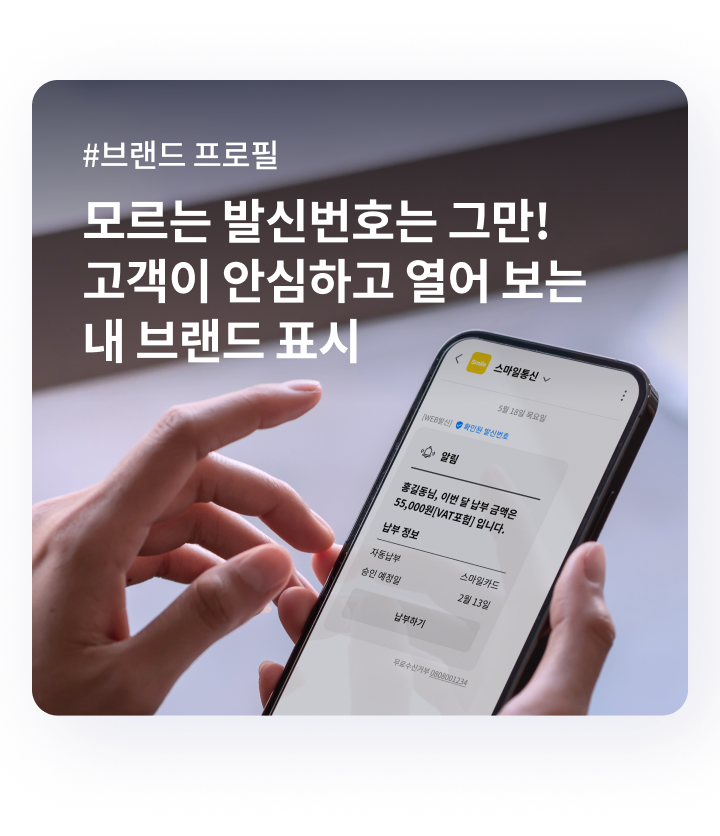 #브랜드 프로필
모르는 발신번호는 그만!
고객이 안심하고 열어 보는
내 브랜드 표시
스마일통신
5월 18일 목요일
[WEB발신] 확인된 발신번호
알림
홍길동님, 이번 달 납부 금액은
55,000원[VAT포함] 입니다.
납부 정보
자동납부 스마일카드
승인 예정일 2월 13일
납부하기
무료수신거부 0808001234